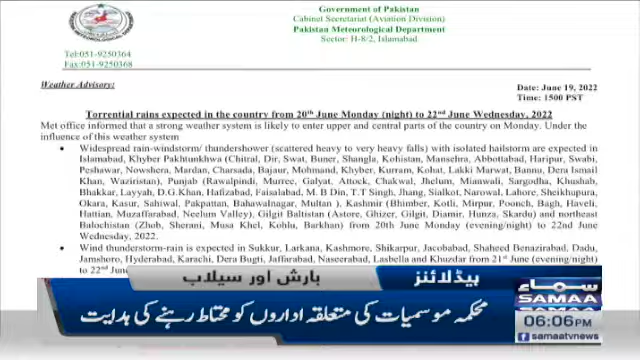 Government of Pakistan
Cabinet Secretariat (Aviation Division)
Pakistan Meteorological Department
Sector: H-8/2, Islamabad
Tel:051-9250364
Fax:051-9250368
Weather Advisory:
Date: June 19, 2022
Time: 1500 PST
Torrential rains expected in the country from 20th June Monday (night) to 22nd June Wednesday, 2022
Met office informed that a strong weather system is likely to enter upper and central parts of the country on Monday. Under the
influence of this weather system
• Widespread rain-windstorm/ thundershower (scattered heavy to very heavy falls) with isolated hailstorm are expected in
Islamabad, Khyber Pakhtunkhwa (Chitral, Dir, Swat, Buner, Shangla, Kohistan, Mansehra, Abbottabad, Haripur, Swabi,
Peshawar, Nowshera, Mardan, Charsada, Bajaur, Mohmand, Khyber, Kurram, Kohat, Lakki Marwat, Bannu, Dera Ismail
Khan, Waziristan), Punjab (Rawalpindi, Murree, Galyat, Attock, Chakwal, Jhelum, Mianwali, Sargodha, Khushab,
Bhakkar, Layyah, D.G.Khan, Hafizabad, Faisalabad, M. B Din, T.T Singh, Jhang, Sialkot, Narowal, Lahore, Sheikhupura,
Okara, Kasur, Sahiwal, Pakpattan, Bahawalnagar, Multan ), Kashmir (Bhimber, Kotli, Mirpur, Poonch, Bagh, Haveli,
Hattian, Muzaffarabad, Neelum Valley), Gilgit Baltistan (Astore, Ghizer, Gilgit, Diamir, Hunza, Skardu) and northeast
Balochistan (Zhob, Sherani, Musa Khel, Kohlu, Barkhan) from 20th June Monday (evening/night) to 22nd June
Wednesday, 2022.
• Wind thunderstorm-rain is expected in Sukkur, Larkana, Kashmore, Shikarpur, Jacobabad, Shaheed Benazirabad, Dadu,
Jamshoro, Hyderabad, Karachi, Dera Bugti, Jaffarabad, Naseerabad, Lasbella and Khuzdar from 21st June (evening/night)
to 22nd June
ہیڈلائنز
بارش اور سیلاب
محکمہ موسمیات کی متعلقہ اداروں کو محتاط رہنے کی ہدایت
سماء
SAMAA
06:06PM
samaatvnews